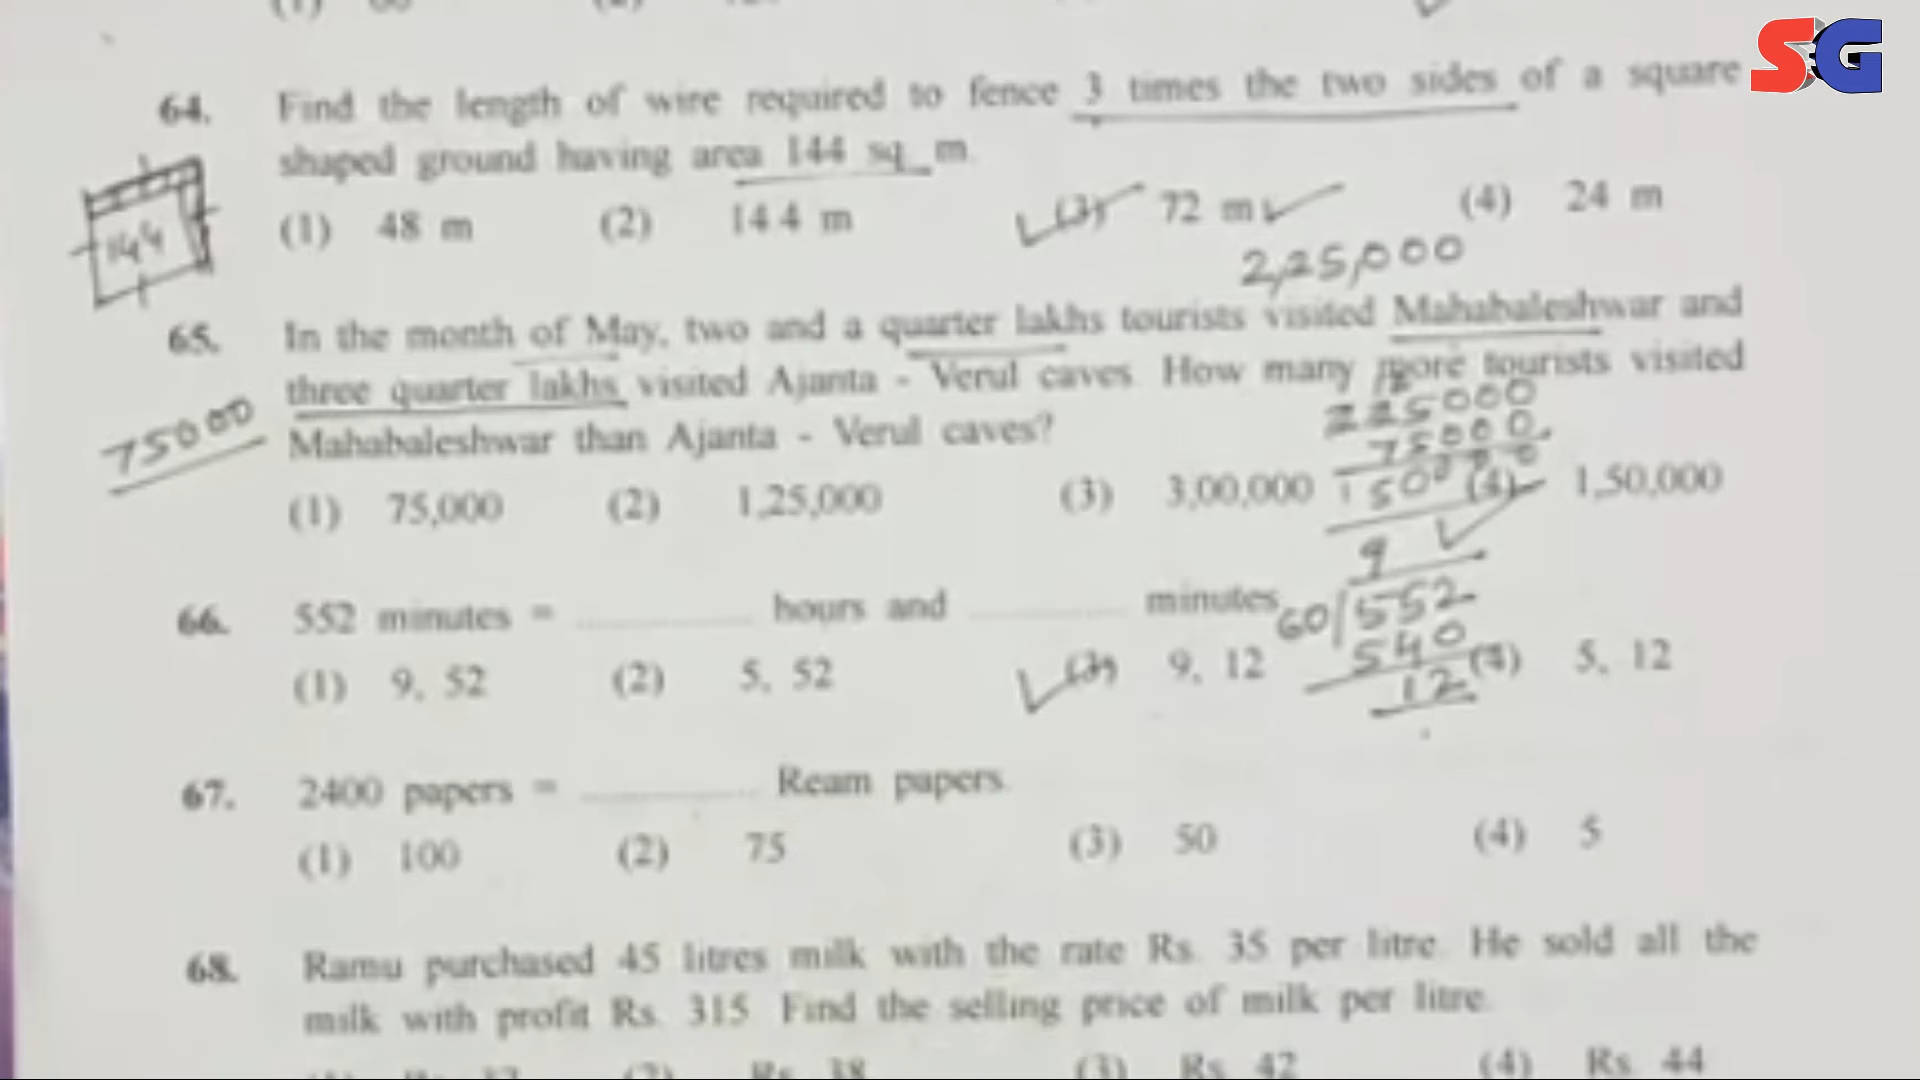 SG
64. Find the length of wire required to fence 3 times the two sides of a square
shaped ground having area 144 sq m.
144
(1) 48 m (2) 14.4 m (3) 72 m (4) 24 m
2,25,000
65. In the month of May, two and a quarter lakhs tourists visited Mahabaleshwar and
three quarter lakhs visited Ajanta - Verul caves. How many more tourists visited
75000
Mahabaleshwar than Ajanta - Verul caves?
225000
75000
150000
(1) 75,000 (2) 1,25,000 (3) 3,00,000 (4) 1,50,000
66. 552 minutes = hours and minutes
9
60 552
540
12
(1) 9, 52 (2) 5, 52 (3) 9, 12 (4) 5, 12
67. 2400 papers = Ream papers.
(1) 100 (2) 75 (3) 50 (4) 5
68. Ramu purchased 45 litres milk with the rate Rs. 35 per litre. He sold all the
milk with profit Rs. 315. Find the selling price of milk per litre.
(2) Rs. 38 (3) Rs. 42 (4) Rs. 44